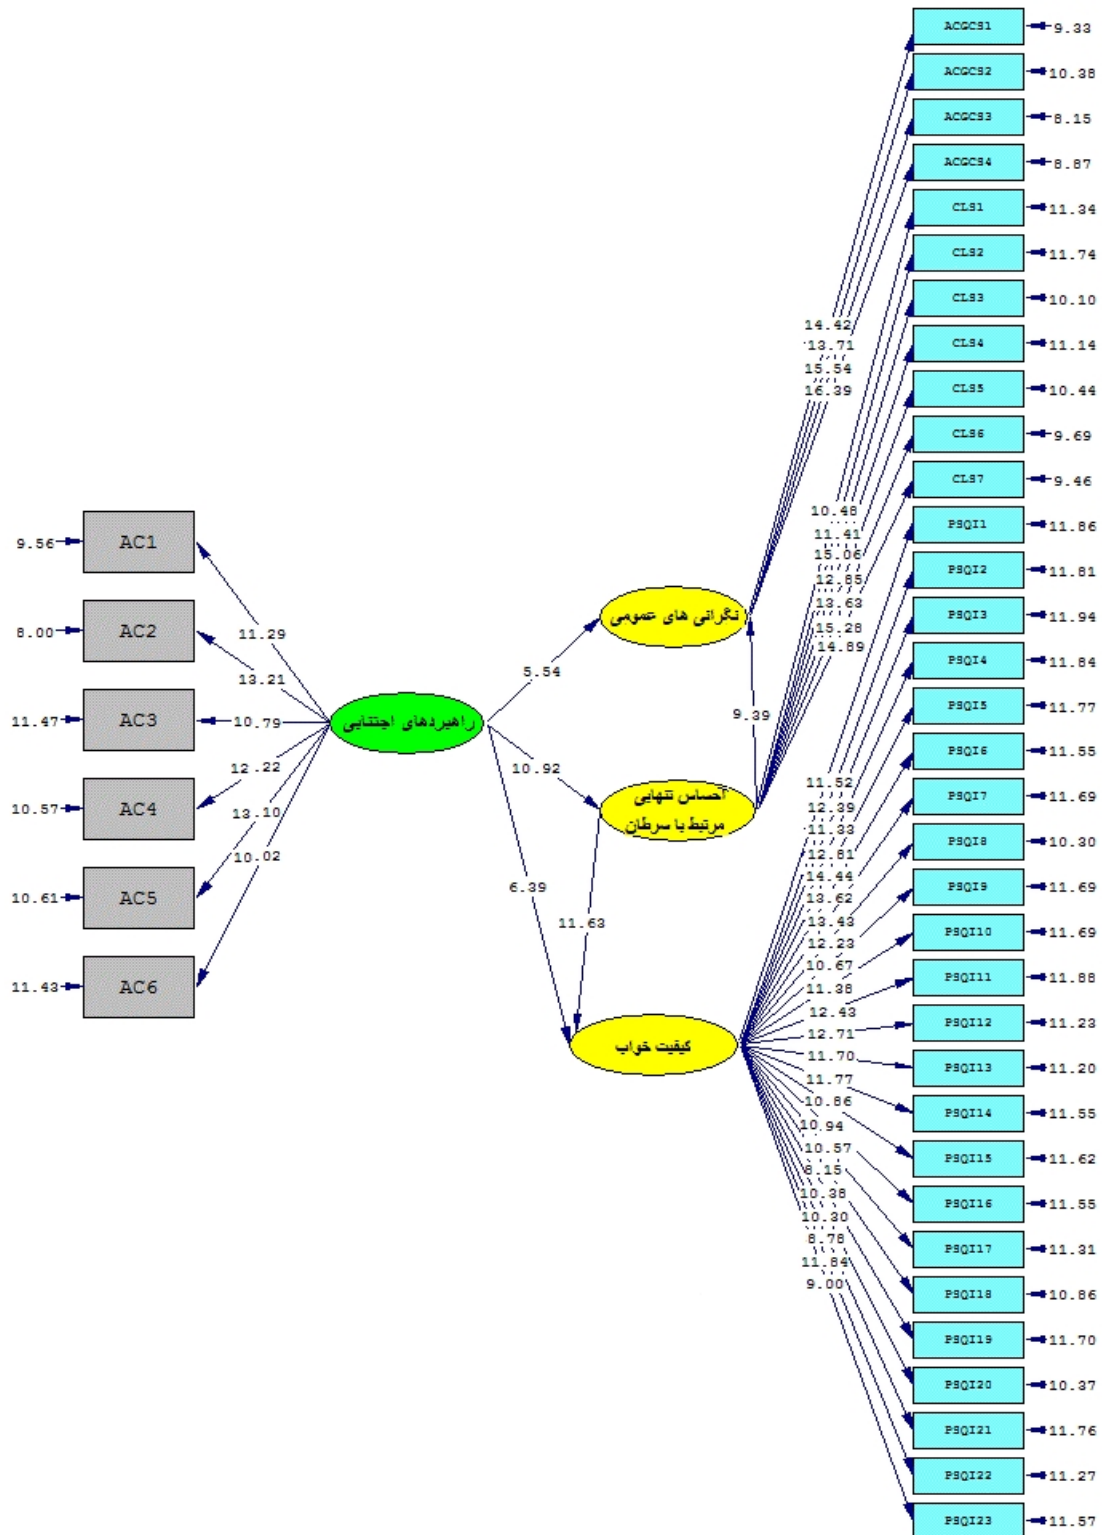 ACGCS1
9.33
ACGCS2
10.38
ACGCS3
8.15
ACGCS4
8.87
CLS1
11.34
CLS2
11.74
CLS3
10.10
CLS4
11.14
CLS5
10.44
CLS6
9.69
CLS7
9.46
PSQI1
11.86
PSQI2
11.81
PSQI3
11.94
PSQI4
11.84
PSQI5
11.77
PSQI6
11.55
PSQI7
11.69
PSQI8
10.30
PSQI9
11.69
PSQI10
11.69
PSQI11
11.88
PSQI12
11.23
PSQI13
11.20
PSQI14
11.55
PSQI15
11.62
PSQI16
11.55
PSQI17
11.31
PSQI18
10.86
PSQI19
11.70
PSQI20
10.37
PSQI21
11.76
PSQI22
11.27
PSQI23
11.57
14.42
13.71
15.54
16.39
10.48
11.41
15.06
12.85
13.63
15.28
14.89
11.52
12.39
11.33
12.81
14.44
13.62
13.43
12.23
10.67
11.38
12.43
12.71
11.70
11.77
10.86
10.94
10.57
8.15
10.38
10.30
8.78
11.84
9.00
9.56
AC1
8.00
AC2
11.47
AC3
10.57
AC4
10.61
AC5
11.43
AC6
11.29
13.21
10.79
12.22
13.10
10.02
راهبردهای اجتنابی
نگرانی های عمومی
احساس تنهایی
مرتبط با سرطان
کیفیت خواب
5.54
10.92
9.39
6.39
11.63